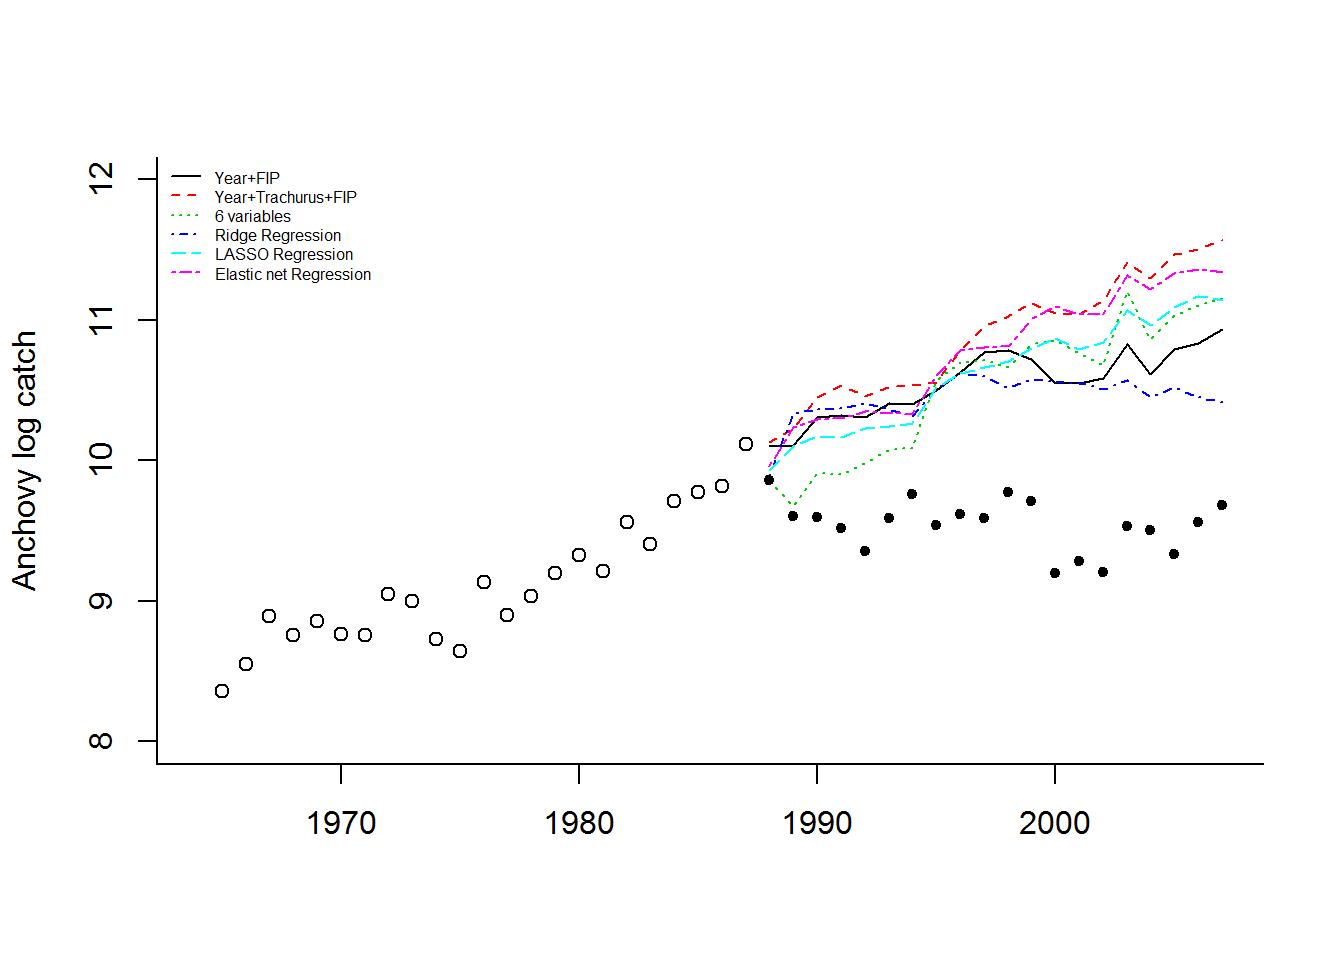 Anchovy log catch
12
11
10
9
8
Year+FIP
Year+Trachurus+FIP
6 variables
Ridge Regression
LASSO Regression
Elastic net Regression
1970 1980 1990 2000